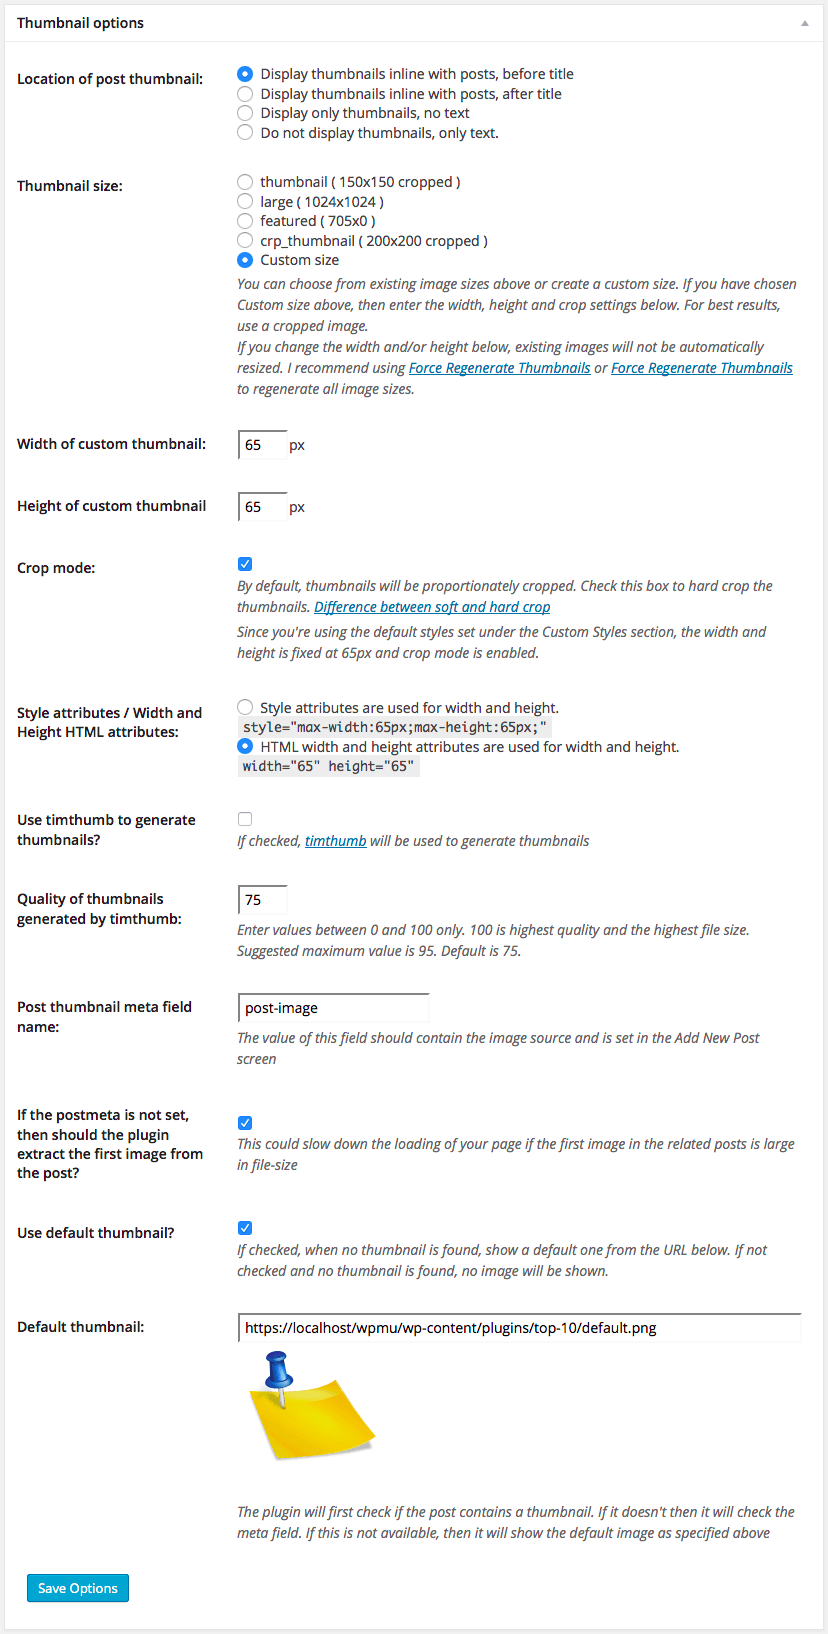 Thumbnail options
Location of post thumbnail:
Display thumbnails inline with posts, before title
Display thumbnails inline with posts, after title
Display only thumbnails, no text
Do not display thumbnails, only text.
Thumbnail size:
thumbnail ( 150x150 cropped )
large ( 1024x1024 )
featured ( 705x0 )
crp_thumbnail ( 200x200 cropped )
Custom size
You can choose from existing image sizes above or create a custom size. If you have chosen
Custom size above, then enter the width, height and crop settings below. For best results,
use a cropped image.
If you change the width and/or height below, existing images will not be automatically
resized. I recommend using Force Regenerate Thumbnails or Force Regenerate Thumbnails
to regenerate all image sizes.
Width of custom thumbnail:
65 px
Height of custom thumbnail
65 px
Crop mode:
By default, thumbnails will be proportionately cropped. Check this box to hard crop the
thumbnails. Difference between soft and hard crop
Since you're using the default styles set under the Custom Styles section, the width and
height is fixed at 65px and crop mode is enabled.
Style attributes / Width and
Height HTML attributes:
Style attributes are used for width and height.
style="max-width:65px;max-height:65px;"
HTML width and height attributes are used for width and height.
width="65" height="65"
Use timthumb to generate
thumbnails?
If checked, timthumb will be used to generate thumbnails
Quality of thumbnails
generated by timthumb:
75
Enter values between 0 and 100 only. 100 is highest quality and the highest file size.
Suggested maximum value is 95. Default is 75.
Post thumbnail meta field
name:
post-image
The value of this field should contain the image source and is set in the Add New Post
screen
If the postmeta is not set,
then should the plugin
extract the first image from
the post?
This could slow down the loading of your page if the first image in the related posts is large
in file-size
Use default thumbnail?
If checked, when no thumbnail is found, show a default one from the URL below. If not
checked and no thumbnail is found, no image will be shown.
Default thumbnail:
https://localhost/wpmu/wp-content/plugins/top-10/default.png
The plugin will first check if the post contains a thumbnail. If it doesn't then it will check the
meta field. If this is not available, then it will show the default image as specified above
Save Options